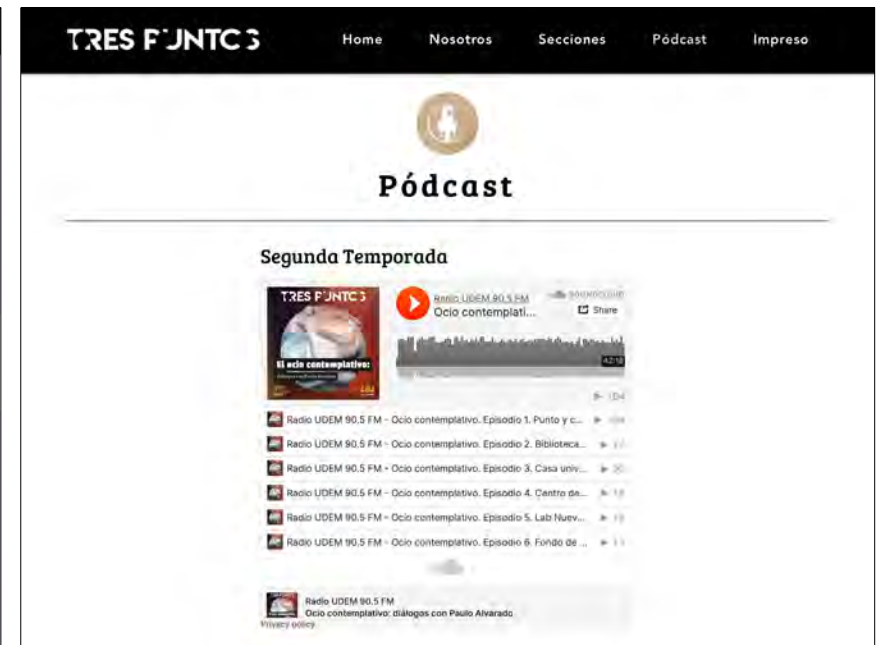 TRES PUNTOS
Home Nosotros Secciones Pódcast Impreso
Pódcast
Segunda Temporada
TRES PUNTOS
El ocio contemplativo:
Radio UDEM 90.5 FM
SOUNDCLOUD
Ocio contemplati...
Share
42:18
104
Radio UDEM 90.5 FM - Ocio contemplativo. Episodio 1. Punto y c...
Radio UDEM 90.5 FM - Ocio contemplativo. Episodio 2. Biblioteca...
Radio UDEM 90.5 FM - Ocio contemplativo. Episodio 3. Casa univ...
Radio UDEM 90.5 FM - Ocio contemplativo. Episodio 4. Centro de...
Radio UDEM 90.5 FM - Ocio contemplativo. Episodio 5. Lab Nuev...
Radio UDEM 90.5 FM - Ocio contemplativo. Episodio 6. Fondo de ...
Radio UDEM 90.5 FM
Ocio contemplativo: diálogos con Paulo Alvarado
Privacy policy